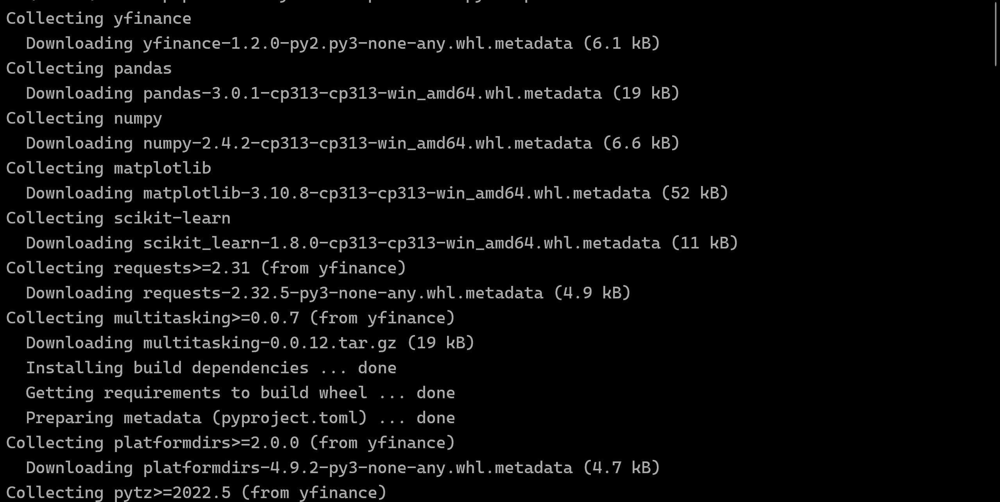 Collecting yfinance
  Downloading yfinance-1.2.0-py2.py3-none-any.whl.metadata (6.1 kB)
Collecting pandas
  Downloading pandas-3.0.1-cp313-cp313-win_amd64.whl.metadata (19 kB)
Collecting numpy
  Downloading numpy-2.4.2-cp313-cp313-win_amd64.whl.metadata (6.6 kB)
Collecting matplotlib
  Downloading matplotlib-3.10.8-cp313-cp313-win_amd64.whl.metadata (52 kB)
Collecting scikit-learn
  Downloading scikit_learn-1.8.0-cp313-cp313-win_amd64.whl.metadata (11 kB)
Collecting requests>=2.31 (from yfinance)
  Downloading requests-2.32.5-py3-none-any.whl.metadata (4.9 kB)
Collecting multitasking>=0.0.7 (from yfinance)
  Downloading multitasking-0.0.12.tar.gz (19 kB)
  Installing build dependencies ... done
  Getting requirements to build wheel ... done
  Preparing metadata (pyproject.toml) ... done
Collecting platformdirs>=2.0.0 (from yfinance)
  Downloading platformdirs-4.9.2-py3-none-any.whl.metadata (4.7 kB)
Collecting pytz>=2022.5 (from yfinance)